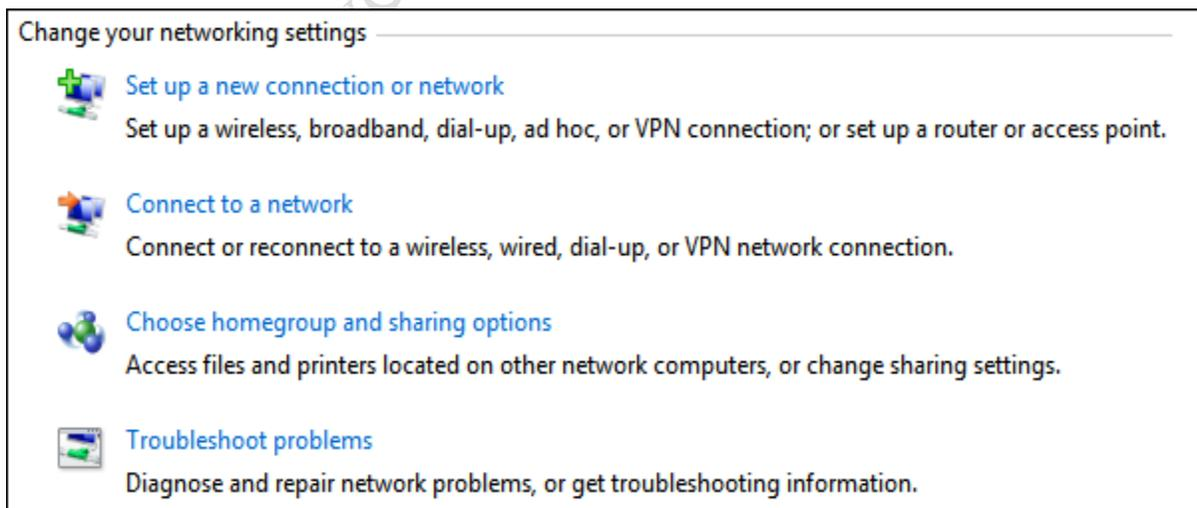 Change your networking settings
Set up a new connection or network
Set up a wireless, broadband, dial-up, ad hoc, or VPN connection; or set up a router or access point.
Connect to a network
Connect or reconnect to a wireless, wired, dial-up, or VPN network connection.
Choose homegroup and sharing options
Access files and printers located on other network computers, or change sharing settings.
Troubleshoot problems
Diagnose and repair network problems, or get troubleshooting information.